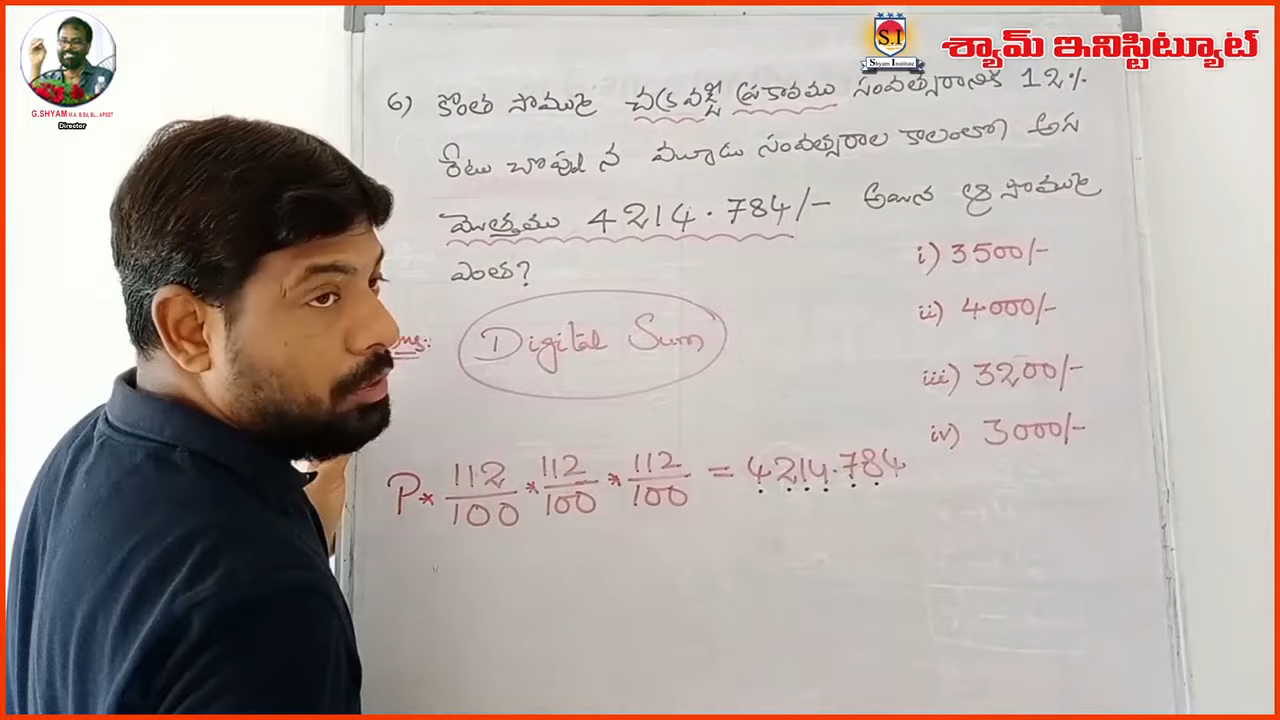 G.SHYAM M.A. B.Ed, BL., APSET
Director
S.I
Shyam Institute
శ్యామ్ ఇనిస్టిట్యూట్
6) కొంత సొమ్ము చక్రవడ్డీ ప్రకారము సంవత్సరానికి 12%
రేటు చొప్పున మూడు సంవత్సరాల కాలంలో అగు
మొత్తము 4214.784/- అయిన ఆ సొమ్ము
ఎంత?
i) 3500/-
ii) 4000/-
iii) 3200/-
iv) 3000/-
Ans:
Digital Sum
P * 112/100 * 112/100 * 112/100 = 4214.784